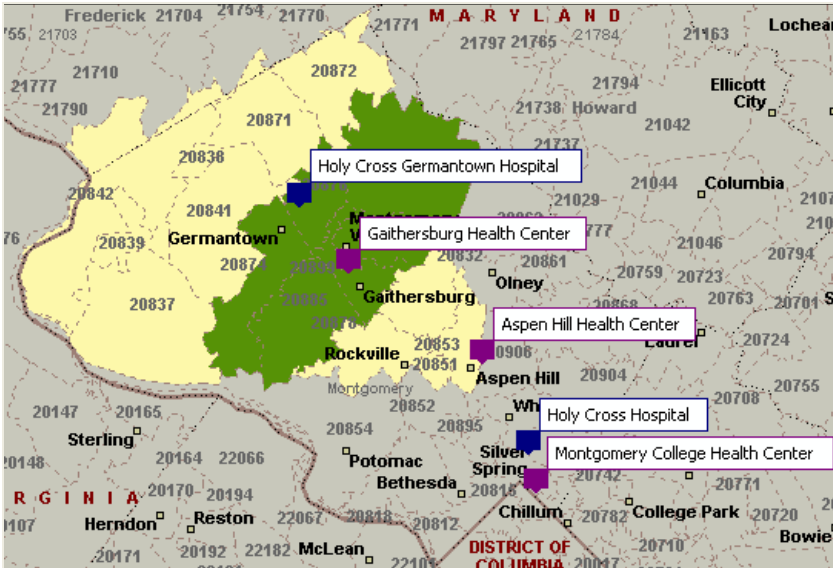 21754
Frederick 21704 21770
MARYLAND
21771
21703
21797 21765
21784
21163
21710
20872
21777
21794
Ellicott
City
21790
20871
21738 Howard
21042
21737
20838
Holy Cross Germantown Hospital
20842
21044 Columbia
20841
21029
Germantown
Gaithersburg Health Center
20839
21046
20794
20874
20832
20861
20759
20723
Olney
20837
20885
Gaithersburg
20763
20701
20878
Aspen Hill Health Center
20853
20906
Laurel
20724
Rockville
20851
Aspen Hill
20904
Montgomery
20755
20852
20708
20147 20165
Holy Cross Hospital
20895
Sterling
20854
Silver
Spring
Montgomery College Health Center
20148
20164 22066
Potomac
Bethesda
20742
20771
RGINIA
20170 20194
Chillum
College Park
20720
20107
Herndon
Reston
22067
20818
20812
20782
Bowie
20171
20192 22182
McLean
22101
DISTRICT OF
COLUMBIA
20710
20017